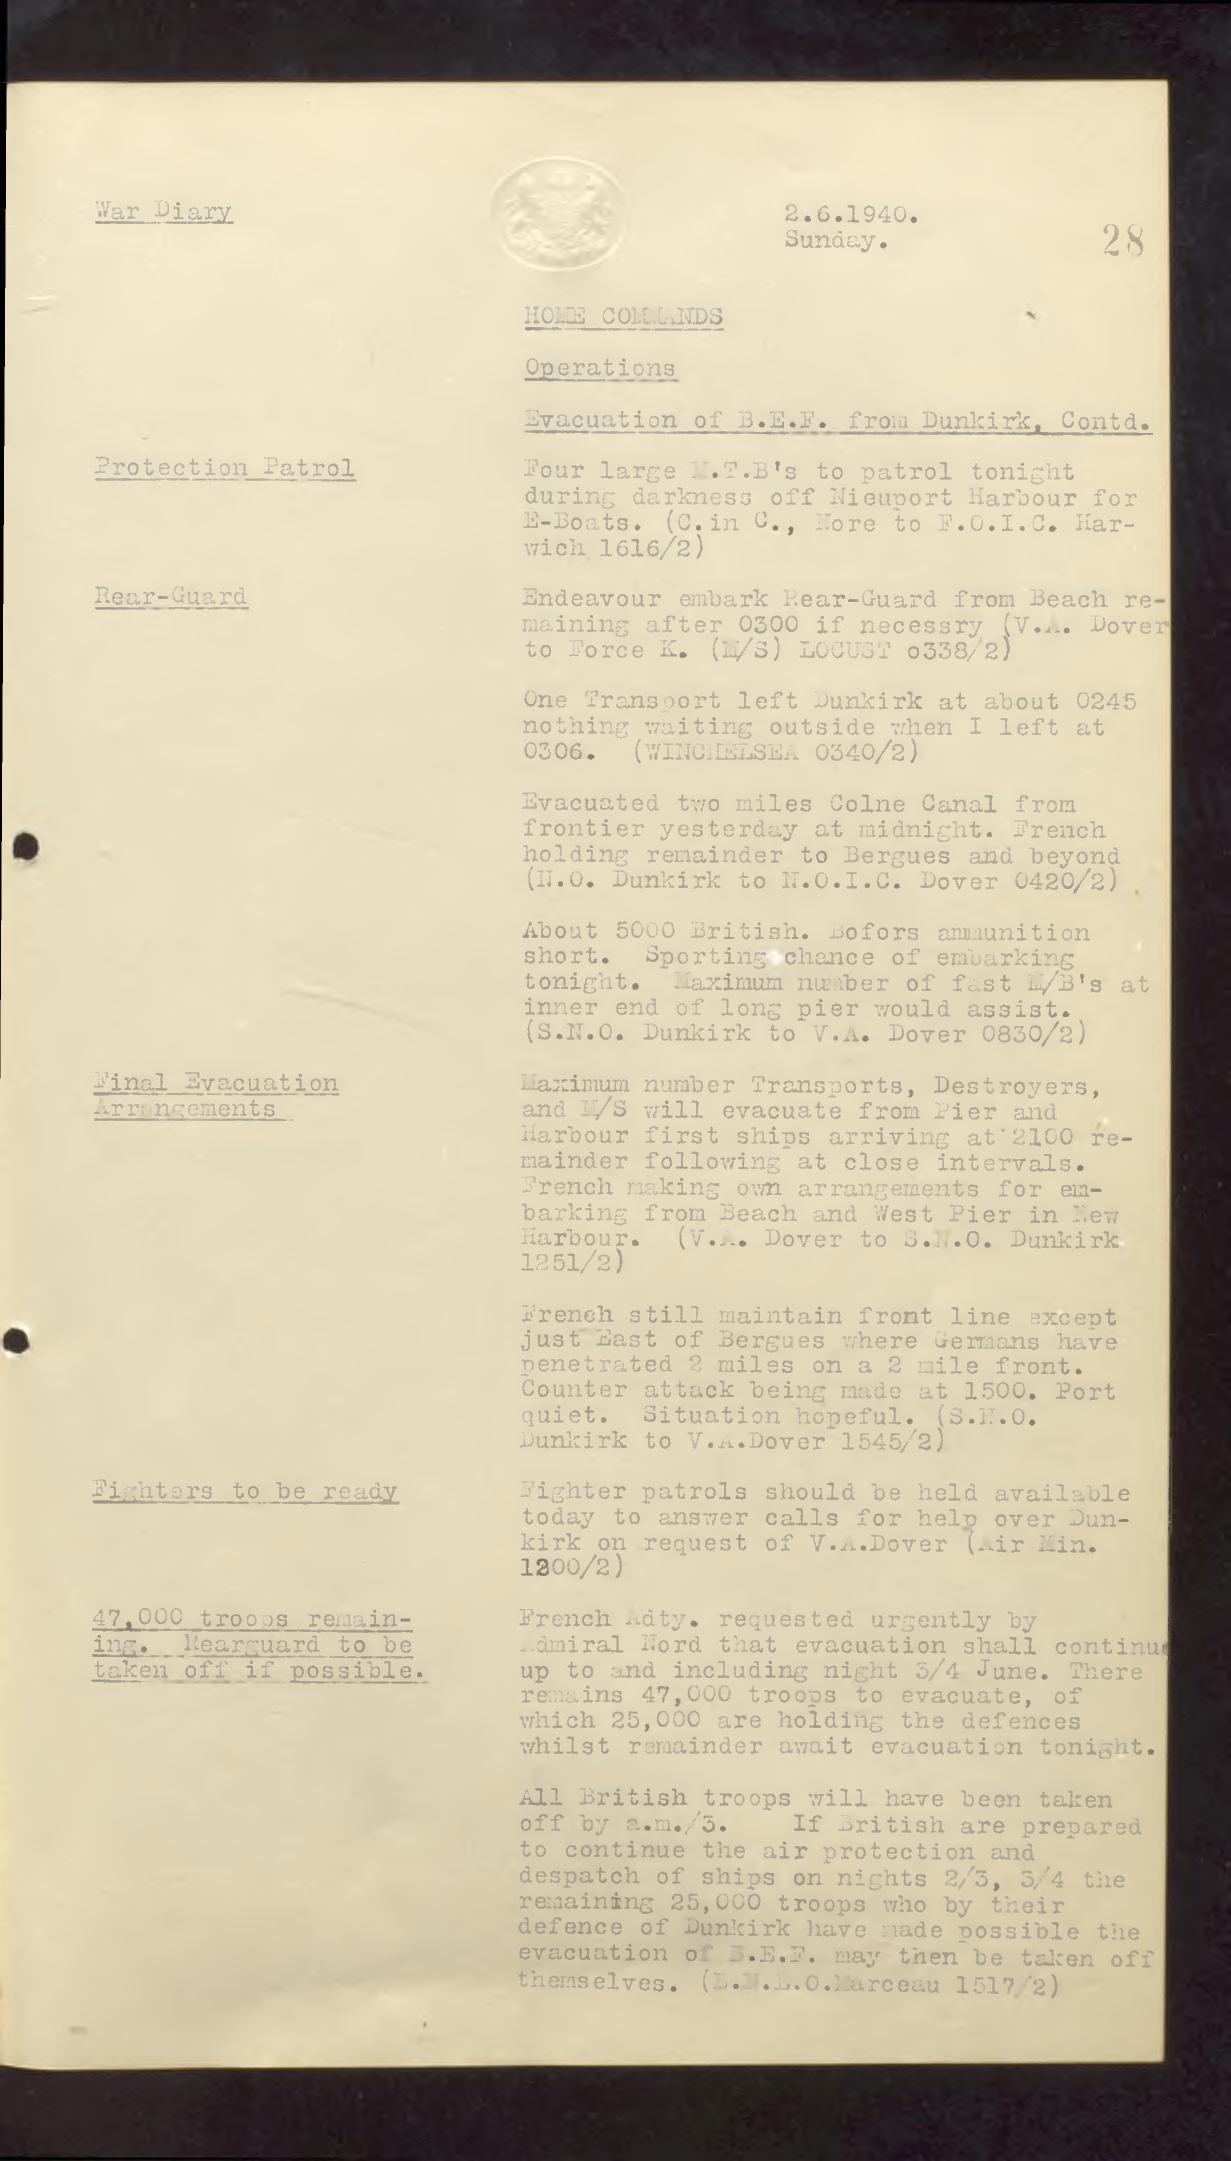 War Diary
2.6.1940.
Sunday.
28
HOME COMMANDS
Operations
Evacuation of B.E.F. from Dunkirk, Contd.
Protection Patrol
Four large M.T.B's to patrol tonight
during darkness off Nieuport Harbour for
E-Boats. (C.in C., Nore to F.O.I.C. Har-
wich 1616/2)
Rear-Guard
Endeavour embark Rear-Guard from Beach re-
maining after 0300 if necessry (V.A. Dover
to Force K. (M/S) LOCUST o338/2)
One Transport left Dunkirk at about 0245
nothing waiting outside when I left at
0306. (WINCHELSEA 0340/2)
Evacuated two miles Colne Canal from
frontier yesterday at midnight. French
holding remainder to Bergues and beyond
(N.O. Dunkirk to N.O.I.C. Dover 0420/2)
About 5000 British. Bofors ammunition
short. Sporting chance of embarking
tonight. Maximum number of fast M/B's at
inner end of long pier would assist.
(S.N.O. Dunkirk to V.A. Dover 0830/2)
Final Evacuation
Arrangements
Maximum number Transports, Destroyers,
and M/S will evacuate from Pier and
Harbour first ships arriving at 2100 re-
mainder following at close intervals.
French making own arrangements for em-
barking from Beach and West Pier in New
Harbour. (V.A. Dover to S.N.O. Dunkirk
1251/2)
French still maintain front line except
just East of Bergues where Germans have
penetrated 2 miles on a 2 mile front.
Counter attack being made at 1500. Port
quiet. Situation hopeful. (S.N.O.
Dunkirk to V.A.Dover 1545/2)
Fighters to be ready
Fighter patrols should be held available
today to answer calls for help over Dun-
kirk on request of V.A.Dover (Air Min.
1200/2)
47,000 troops remain-
ing. Rearguard to be
taken off if possible.
French Adty. requested urgently by
Admiral Nord that evacuation shall continue
up to and including night 3/4 June. There
remains 47,000 troops to evacuate, of
which 25,000 are holding the defences
whilst remainder await evacuation tonight.
All British troops will have been taken
off by a.m./3. If British are prepared
to continue the air protection and
despatch of ships on nights 2/3, 3/4 the
remaining 25,000 troops who by their
defence of Dunkirk have made possible the
evacuation of B.E.F. may then be taken off
themselves. (B.N.L.O.Marceau 1517/2)